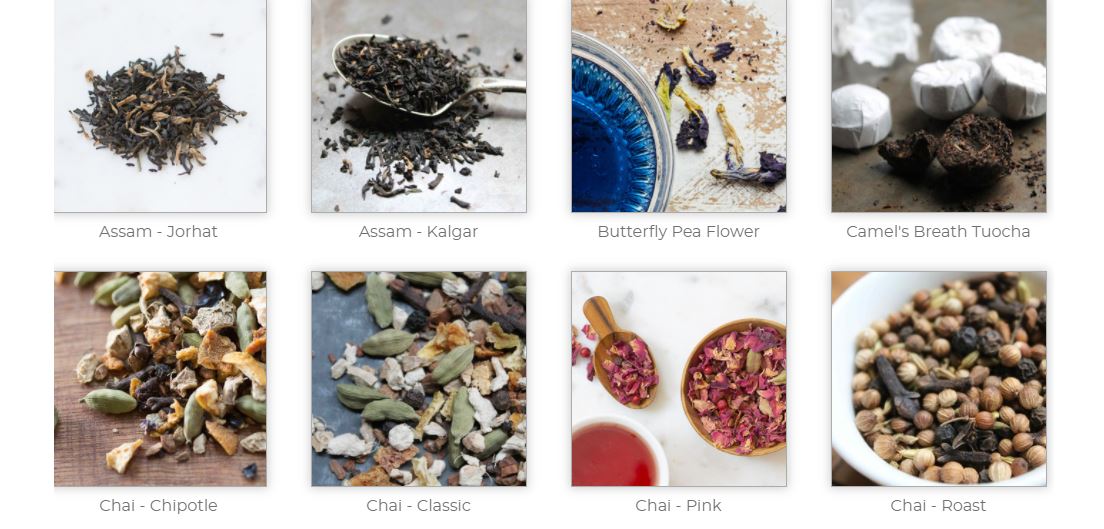 Assam - Jorhat
Assam - Kalgar
Butterfly Pea Flower
Camel's Breath Tuocha
Chai - Chipotle
Chai - Classic
Chai - Pink
Chai - Roast